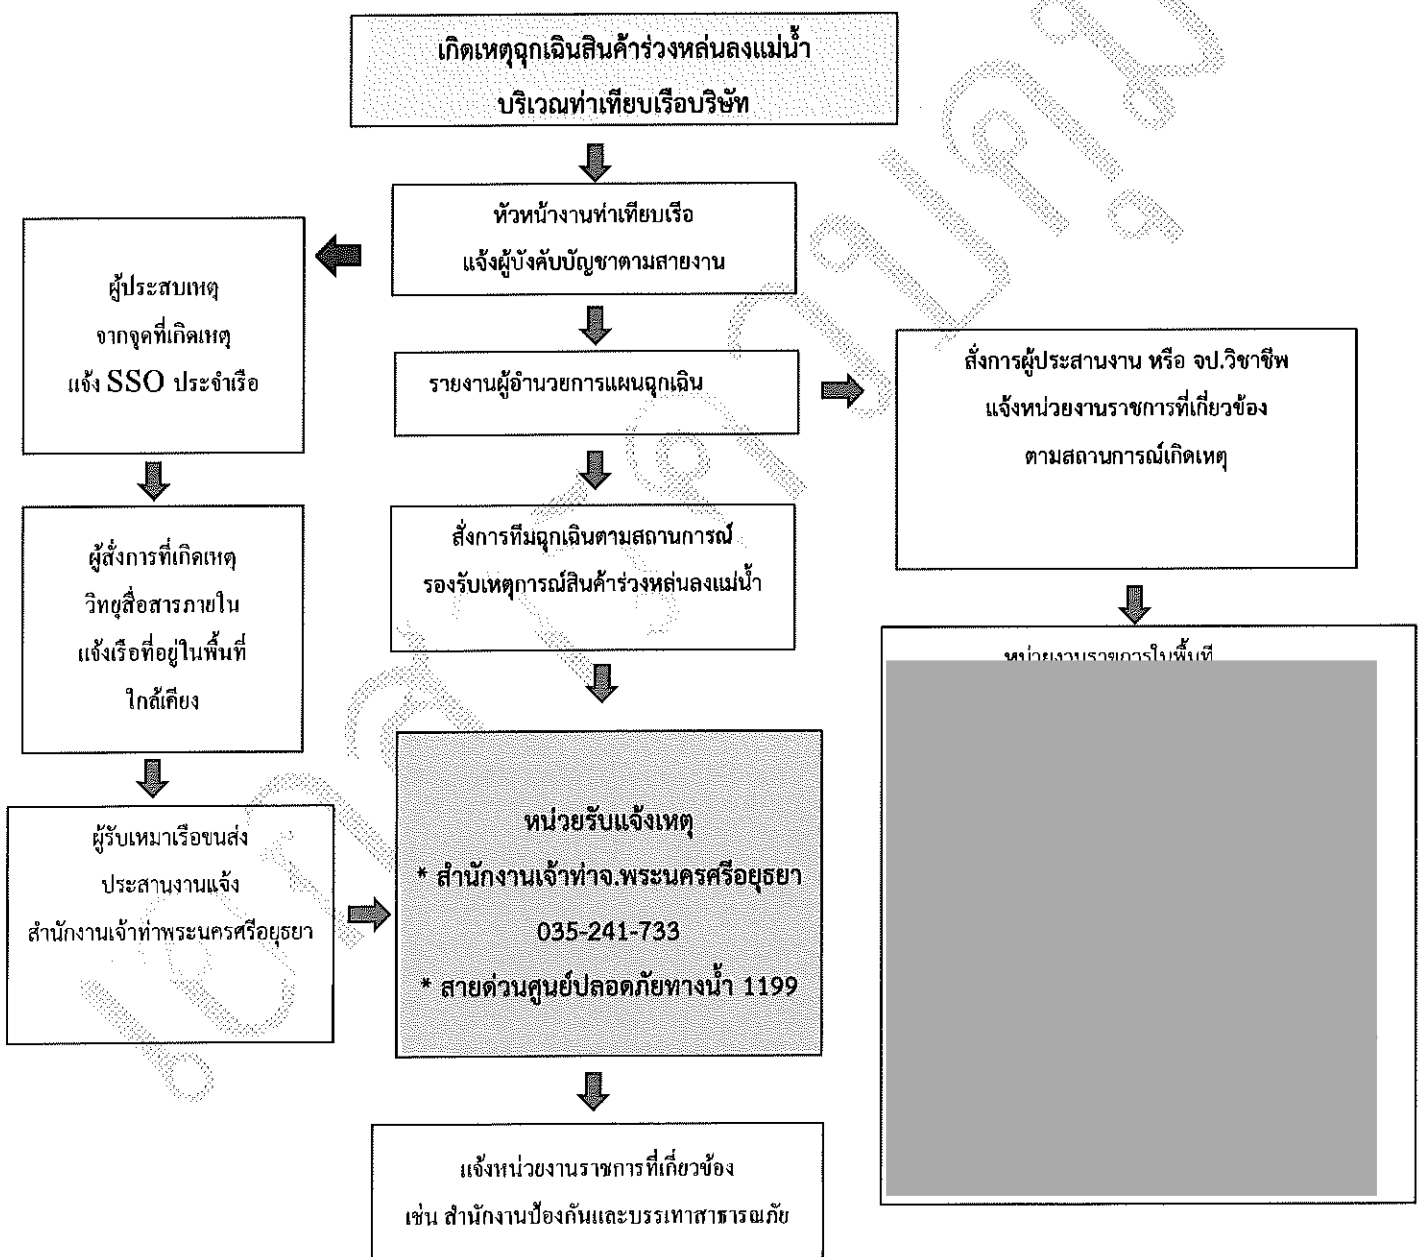 เกิดเหตุฉุกเฉินสินค้าร่วงหล่นลงแม่น้ำ
บริเวณท่าเทียบเรือบริษัท
หัวหน้างานท่าเทียบเรือ
แจ้งผู้บังคับบัญชาตามสายงาน
ผู้ประสบเหตุ
จากจุดที่เกิดเหตุ
แจ้ง SSO ประจำเรือ
รายงานผู้อำนวยการแผนฉุกเฉิน
สั่งการผู้ประสานงาน หรือ จป.วิชาชีพ
แจ้งหน่วยงานราชการที่เกี่ยวข้อง
ตามสถานการณ์เกิดเหตุ
ผู้สั่งการที่เกิดเหตุ
วิทยุสื่อสารภายใน
แจ้งเรือที่อยู่ในพื้นที่
ใกล้เคียง
สั่งการทีมฉุกเฉินตามสถานการณ์
รองรับเหตุการณ์สินค้าร่วงหล่นลงแม่น้ำ
หน่วยงานราชการในพื้นที่
ผู้รับเหมาเรือขนส่ง
ประสานงานแจ้ง
สำนักงานเจ้าท่าพระนครศรีอยุธยา
หน่วยรับแจ้งเหตุ
* สำนักงานเจ้าท่าจ.พระนครศรีอยุธยา
035-241-733
* สายด่วนศูนย์ปลอดภัยทางน้ำ 1199
แจ้งหน่วยงานราชการที่เกี่ยวข้อง
เช่น สำนักงานป้องกันและบรรเทาสาธารณภัย